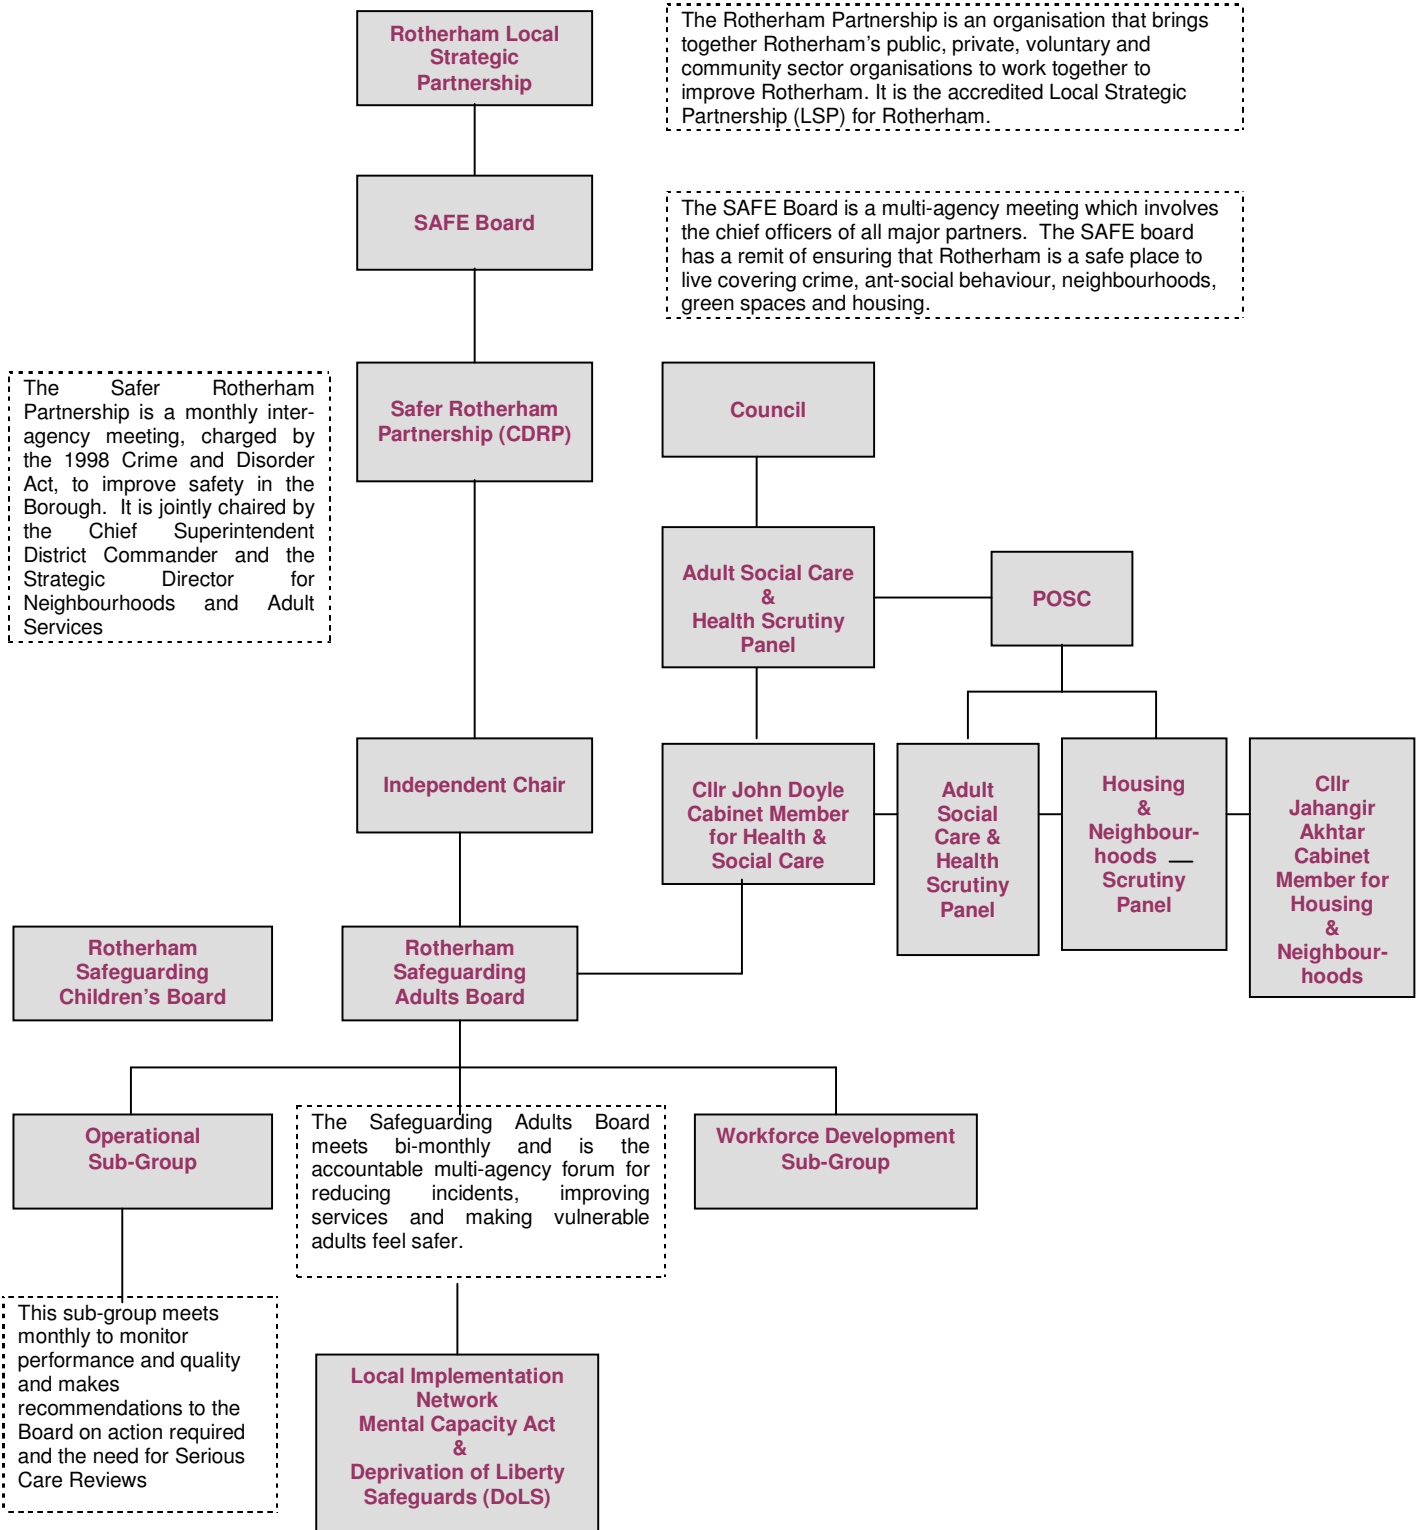 Rotherham Local
Strategic
Partnership
The Rotherham Partnership is an organisation that brings
together Rotherham's public, private, voluntary and
community sector organisations to work together to
improve Rotherham. It is the accredited Local Strategic
Partnership (LSP) for Rotherham.
SAFE Board
The SAFE Board is a multi-agency meeting which involves
the chief officers of all major partners.  The SAFE board
has a remit of ensuring that Rotherham is a safe place to
live covering crime, ant-social behaviour, neighbourhoods,
green spaces and housing.
The Safer Rotherham
Partnership is a monthly inter-
agency meeting, charged by
the 1998 Crime and Disorder
Act, to improve safety in the
Borough.  It is jointly chaired by
the Chief Superintendent
District Commander and the
Strategic Director for
Neighbourhoods and Adult
Services
Safer Rotherham
Partnership (CDRP)
Council
Adult Social Care
&
Health Scrutiny
Panel
POSC
Independent Chair
Cllr John Doyle
Cabinet Member
for Health &
Social Care
Adult
Social
Care &
Health
Scrutiny
Panel
Housing
&
Neighbour-
hoods
Scrutiny
Panel
Cllr
Jahangir
Akhtar
Cabinet
Member for
Housing
&
Neighbour-
hoods
Rotherham
Safeguarding
Children's Board
Rotherham
Safeguarding
Adults Board
Operational
Sub-Group
The Safeguarding Adults Board
meets bi-monthly and is the
accountable multi-agency forum for
reducing incidents, improving
services and making vulnerable
adults feel safer.
Workforce Development
Sub-Group
This sub-group meets
monthly to monitor
performance and quality
and makes
recommendations to the
Board on action required
and the need for Serious
Care Reviews
Local Implementation
Network
Mental Capacity Act
&
Deprivation of Liberty
Safeguards (DoLS)